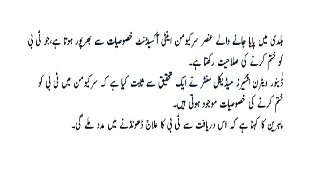 ہلدی میں پایا جانے والے عنصر سرکیومن اینٹی آکسیڈنٹ خصوصیات سے بھرپور ہوتا ہے،جو ٹی بی
کو ختم کرنے کی صلاحیت رکھتا ہے۔
ڈینور ویٹرن افیئرز میڈیکل سنٹر نے ایک تحقیق سے ثابت کیا ہے کہ سرکیومن میں ٹی بی کو
ختم کرنے کی خصوصیات موجود ہوتی ہیں۔
ماہرین کا کہنا ہے کہ اس دریافت سے ٹی بی کا علاج ڈھونڈنے میں مدد ملے گی۔